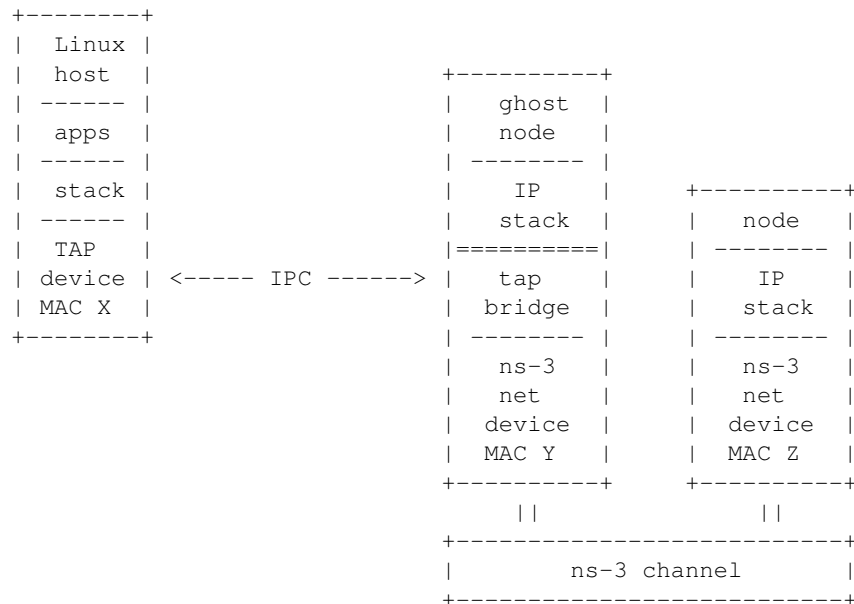 Linux
host
apps
stack
TAP
device
MAC X
<----- IPC ------>
ghost
node
IP
stack
tap
bridge
ns-3
net
device
MAC Y
node
IP
stack
ns-3
net
device
MAC Z
ns-3 channel